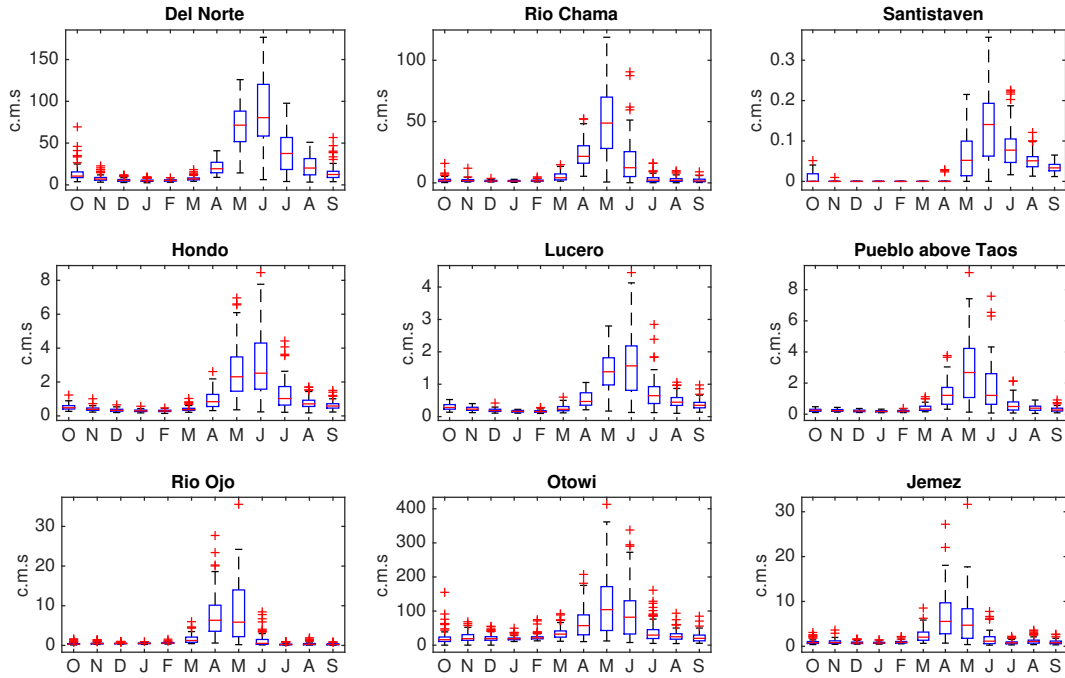 Del Norte
Rio Chama
Santistaven
150
100
50
0
c.m.s
O N D J F M A M J J A S
100
50
0
c.m.s
O N D J F M A M J J A S
0.3
0.2
0.1
0
c.m.s
O N D J F M A M J J A S
Hondo
Lucero
Pueblo above Taos
8
6
4
2
0
c.m.s
O N D J F M A M J J A S
4
3
2
1
0
c.m.s
O N D J F M A M J J A S
8
6
4
2
0
c.m.s
O N D J F M A M J J A S
Rio Ojo
Otowi
Jemez
30
20
10
0
c.m.s
O N D J F M A M J J A S
400
300
200
100
0
c.m.s
O N D J F M A M J J A S
30
20
10
0
c.m.s
O N D J F M A M J J A S